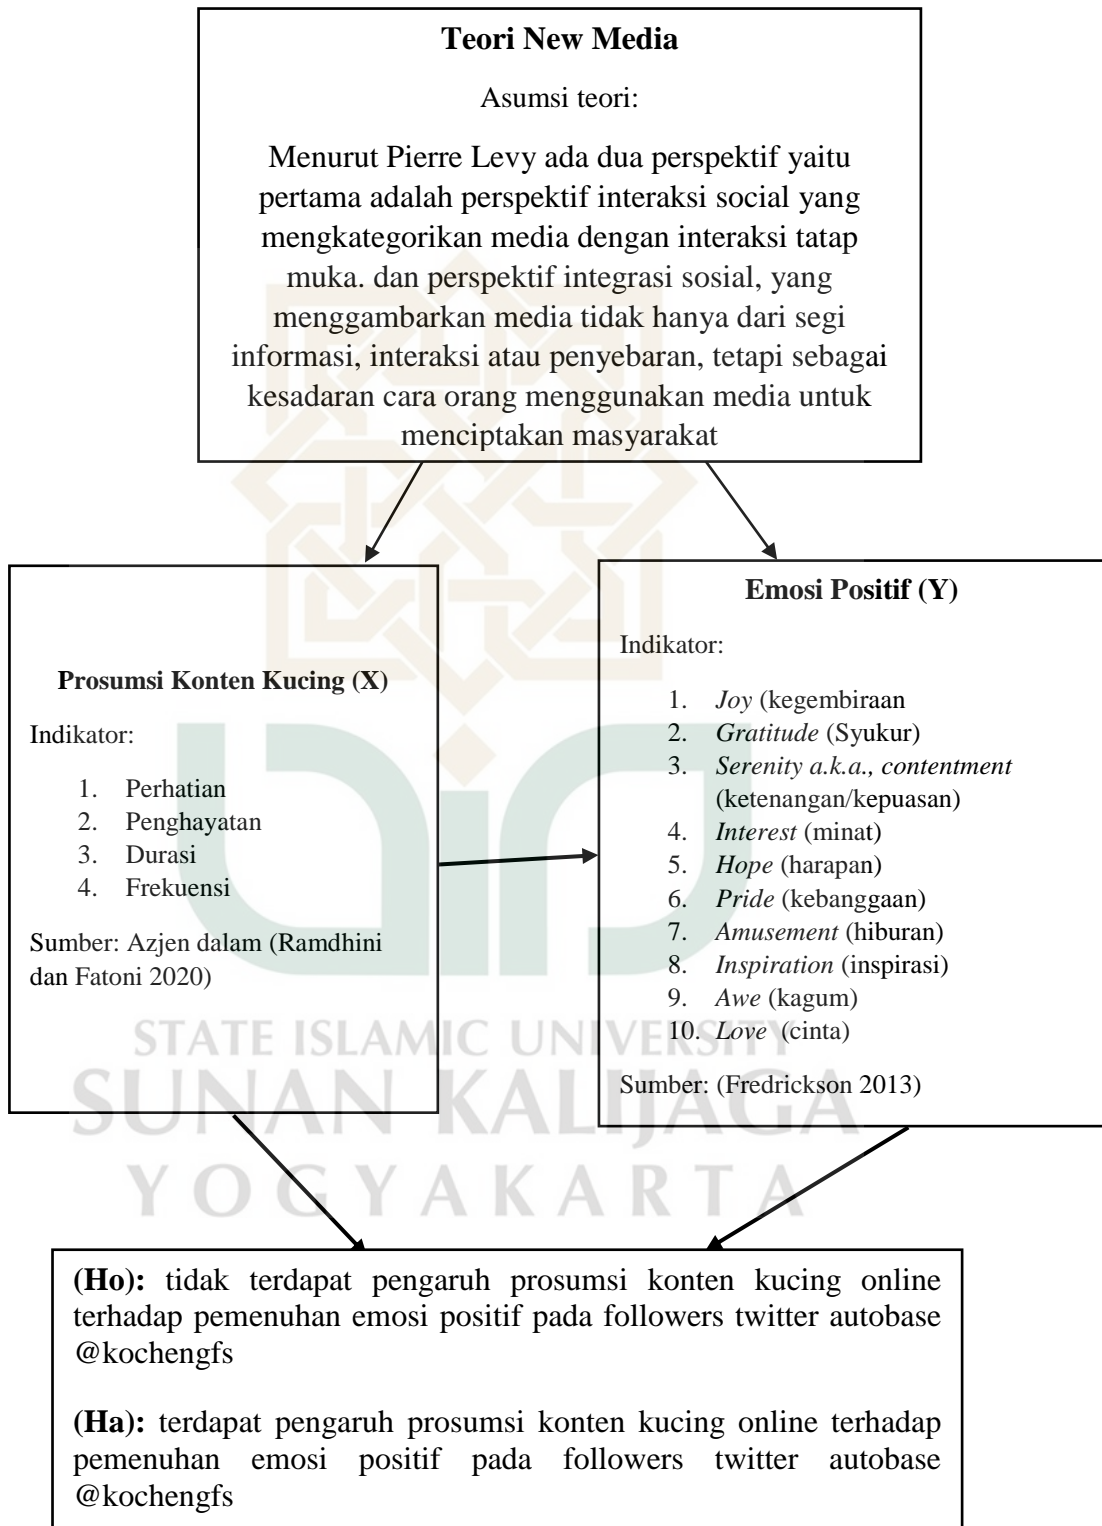 Teori New Media
Asumsi teori:
Menurut Pierre Levy ada dua perspektif yaitu
pertama adalah perspektif interaksi social yang
mengkategorikan media dengan interaksi tatap
muka. dan perspektif integrasi sosial, yang
menggambarkan media tidak hanya dari segi
informasi, interaksi atau penyebaran, tetapi sebagai
kesadaran cara orang menggunakan media untuk
menciptakan masyarakat
Prosumsi Konten Kucing (X)
Indikator:
1. Perhatian
2. Penghayatan
3. Durasi
4. Frekuensi
Sumber: Azjen dalam (Ramdhini
dan Fatoni 2020)
Emosi Positif (Y)
Indikator:
1. Joy (kegembiraan
2. Gratitude (Syukur)
3. Serenity a.k.a., contentment
(ketenangan/kepuasan)
4. Interest (minat)
5. Hope (harapan)
6. Pride (kebanggaan)
7. Amusement (hiburan)
8. Inspiration (inspirasi)
9. Awe (kagum)
10. Love (cinta)
Sumber: (Fredrickson 2013)
STATE ISLAMIC UNIVERSITY
SUNAN KALIJAGA
YOGYAKARTA
(Ho): tidak terdapat pengaruh prosumsi konten kucing online
terhadap pemenuhan emosi positif pada followers twitter autobase
@kochengfs
(Ha): terdapat pengaruh prosumsi konten kucing online terhadap
pemenuhan emosi positif pada followers twitter autobase
@kochengfs